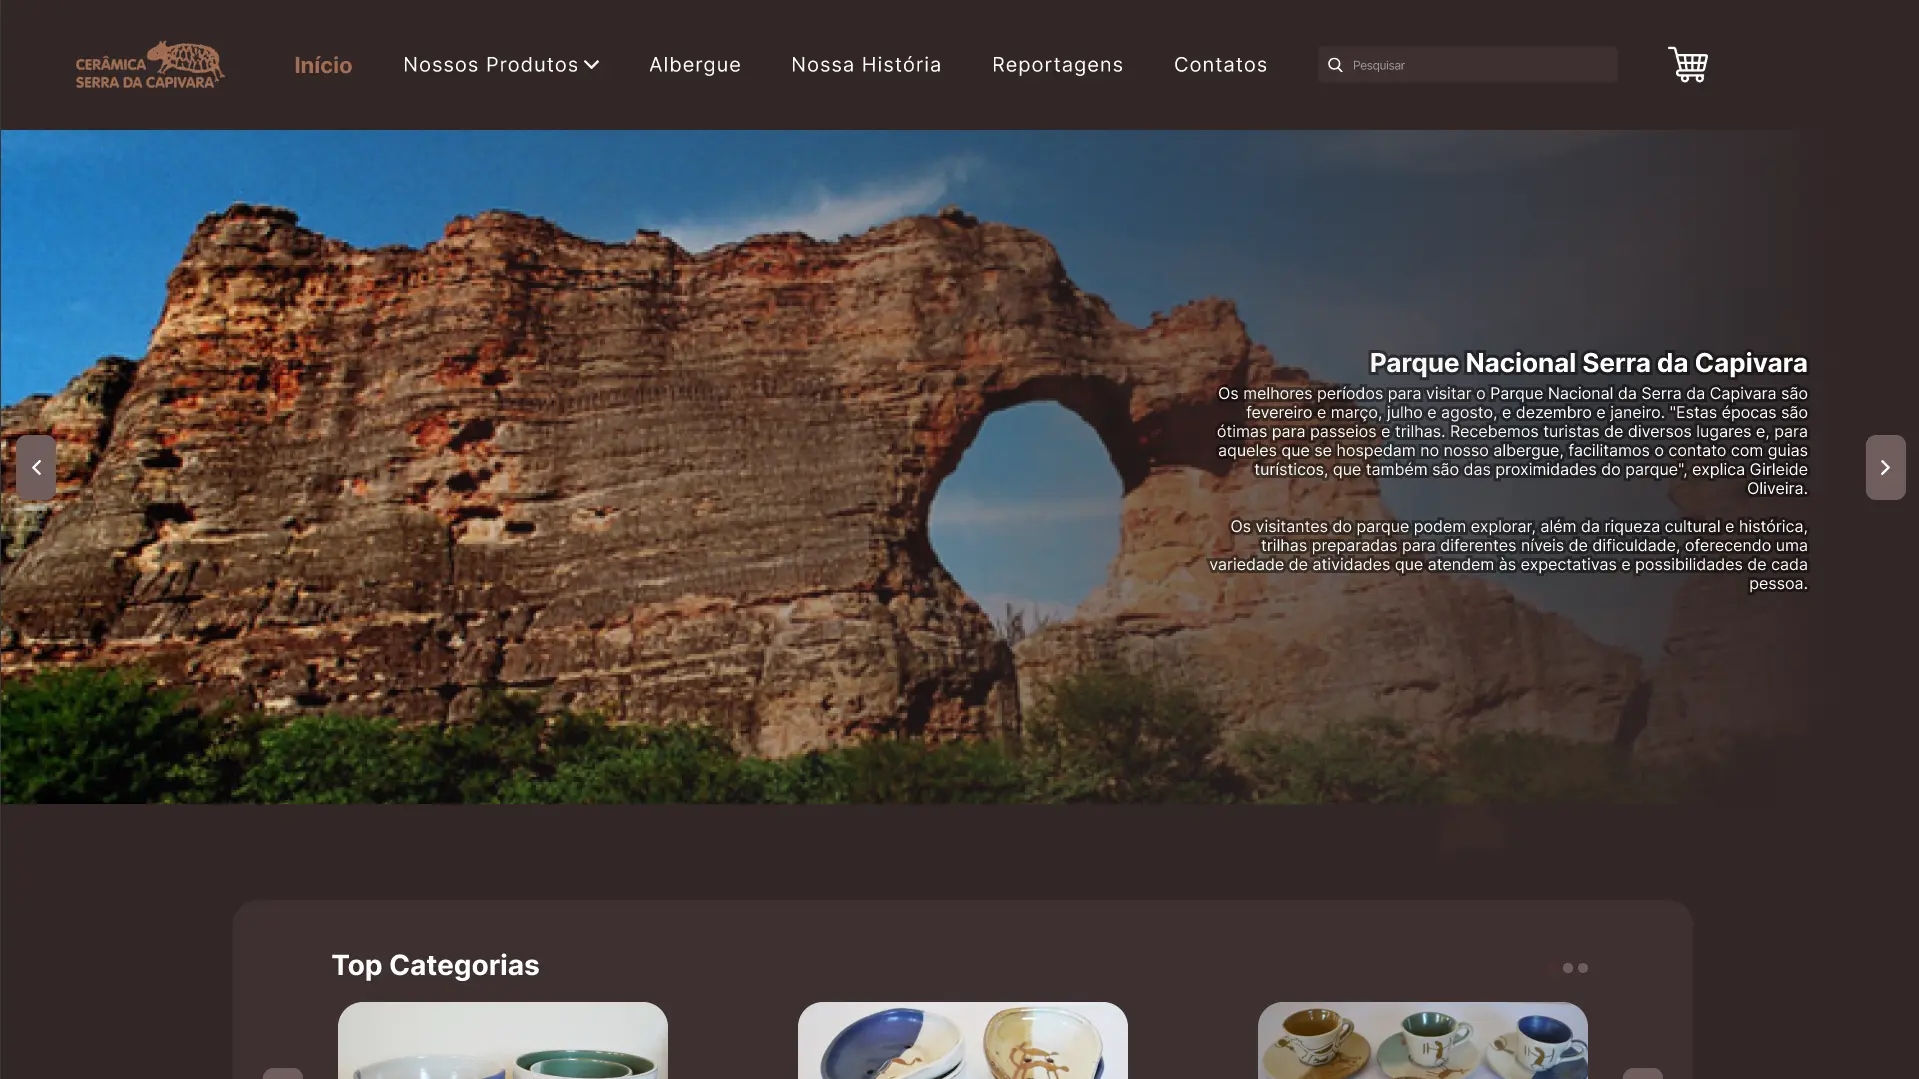 CERÂMICA
SERRA DA CAPIVARA
Início
Nossos Produtos
Albergue
Nossa História
Reportagens
Contatos
Pesquisar
Parque Nacional Serra da Capivara
Os melhores períodos para visitar o Parque Nacional da Serra da Capivara são
fevereiro e março, julho e agosto, e dezembro e janeiro. "Estas épocas são
ótimas para passeios e trilhas. Recebemos turistas de diversos lugares e, para
aqueles que se hospedam no nosso albergue, facilitamos o contato com guias
turísticos, que também são das proximidades do parque", explica Girleide
Oliveira.
Os visitantes do parque podem explorar, além da riqueza cultural e histórica,
trilhas preparadas para diferentes níveis de dificuldade, oferecendo uma
variedade de atividades que atendem às expectativas e possibilidades de cada
pessoa.
Top Categorias